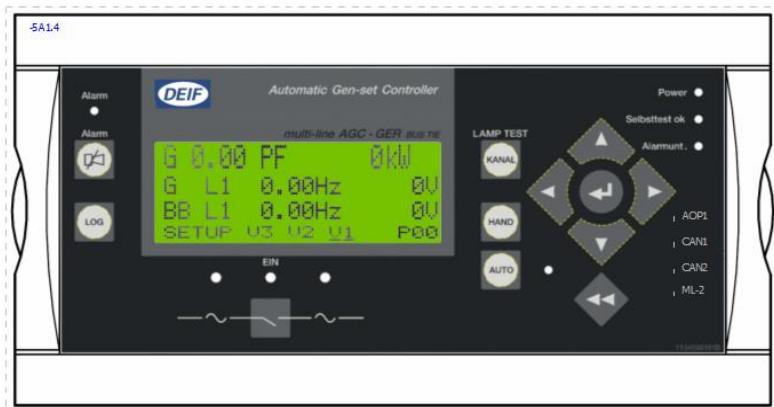 -5A1.4
DEIF
Automatic Gen-set Controller
multi-line AGC - GER BUS TIE
Alarm
Alarm
LOG
G 0.00 PF 0kW
G L1 0.00Hz 0V
BB L1 0.00Hz 0V
SETUP V3 V2 V1 P00
EIN
LAMP TEST
KANAL
HAND
AUTO
Power
Selbsttest ok
Alarmunt.
AOP1
CAN1
CAN2
ML-2